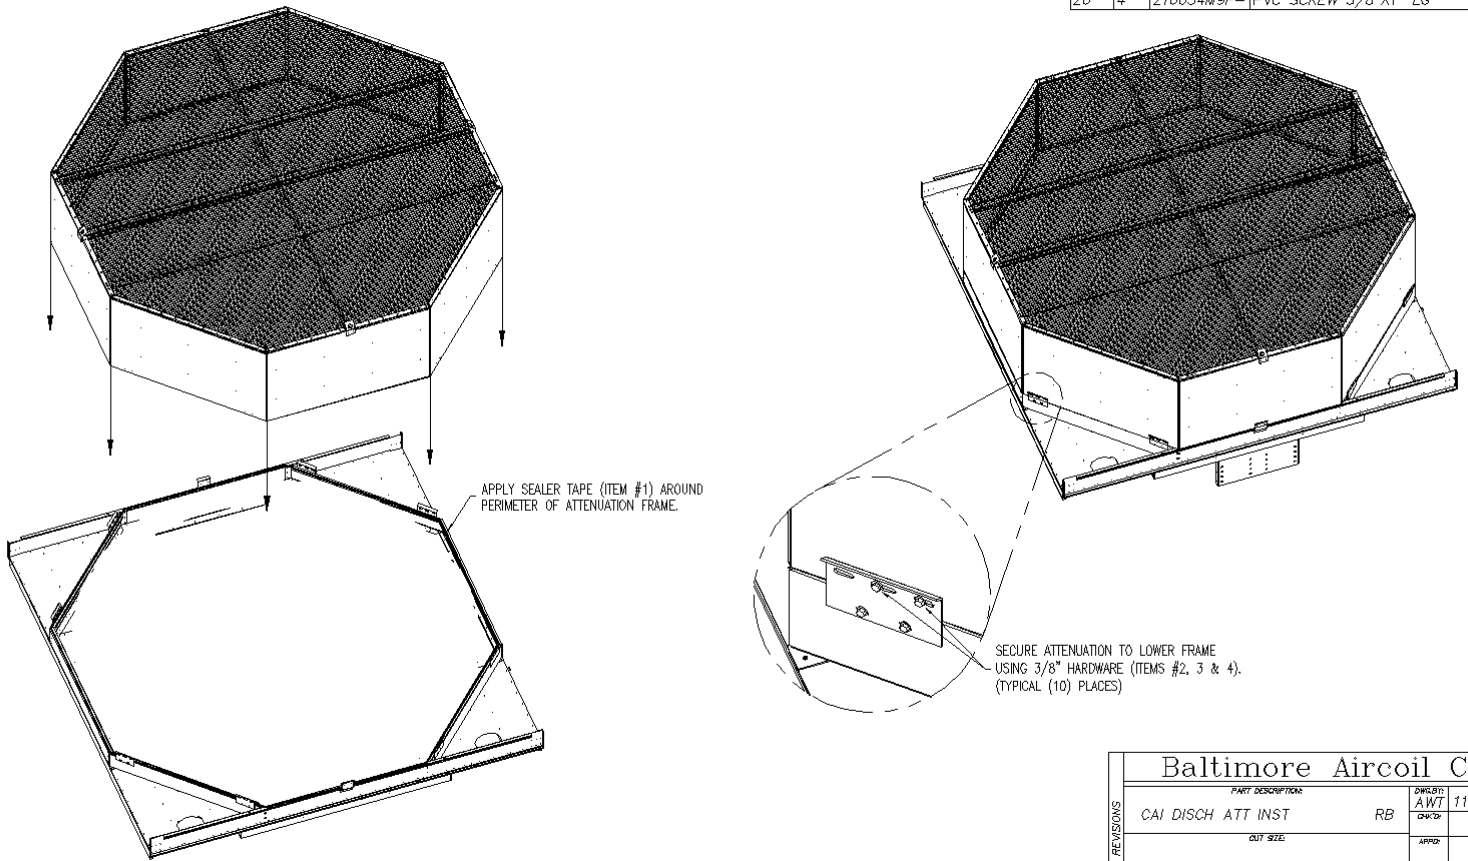 APPLY SEALER TAPE (ITEM #1) AROUND
PERIMETER OF ATTENUATION FRAME.
SECURE ATTENUATION TO LOWER FRAME
USING 3/8" HARDWARE (ITEMS #2, 3 & 4).
(TYPICAL (10) PLACES)
REVISIONS
Baltimore Aircoil C
PART DESCRIPTION:
CAI DISCH ATT INST RB
CUT SIZE:
DWG.BY:
AWT 11
CHK'D:
APPD: